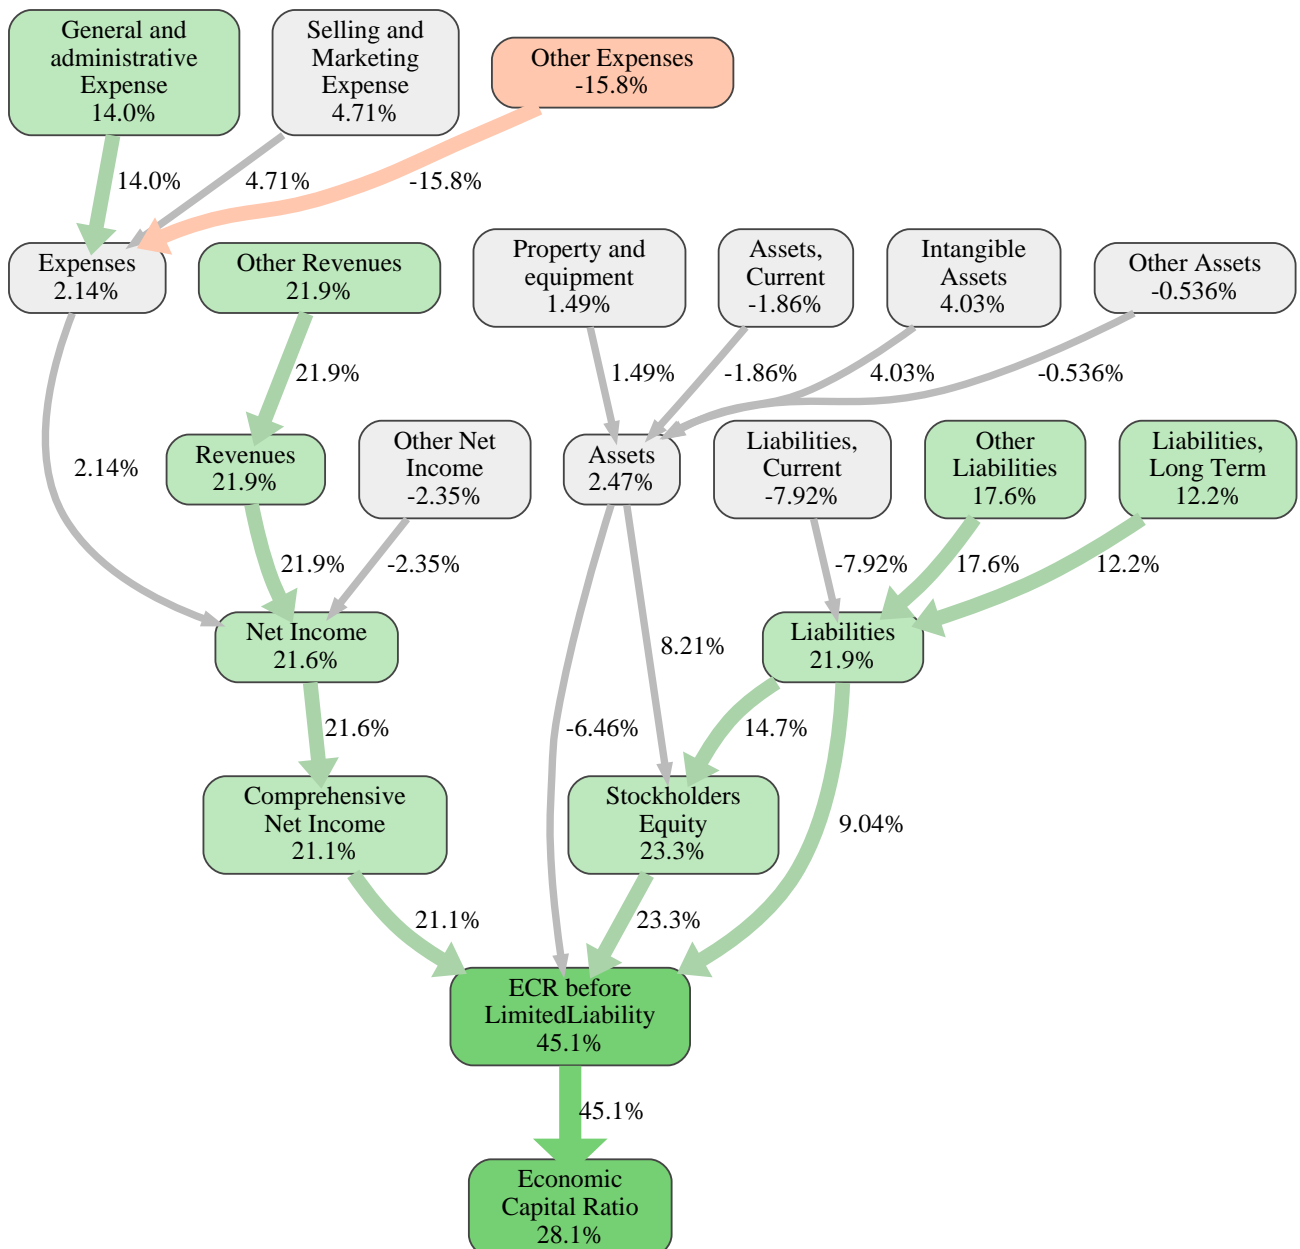 General and
administrative
Expense
14.0%
Selling and
Marketing
Expense
4.71%
Other Expenses
-15.8%
14.0%
4.71%
-15.8%
Expenses
2.14%
Other Revenues
21.9%
Property and
equipment
1.49%
Assets,
Current
-1.86%
Intangible
Assets
4.03%
Other Assets
-0.536%
21.9%
1.49%
-1.86%
4.03%
-0.536%
2.14%
Revenues
21.9%
Other Net
Income
-2.35%
Assets
2.47%
Liabilities,
Current
-7.92%
Other
Liabilities
17.6%
Liabilities,
Long Term
12.2%
21.9%
-2.35%
-7.92%
17.6%
12.2%
Net Income
21.6%
8.21%
Liabilities
21.9%
21.6%
-6.46%
14.7%
Comprehensive
Net Income
21.1%
Stockholders
Equity
23.3%
9.04%
21.1%
23.3%
ECR before
LimitedLiability
45.1%
45.1%
Economic
Capital Ratio
28.1%